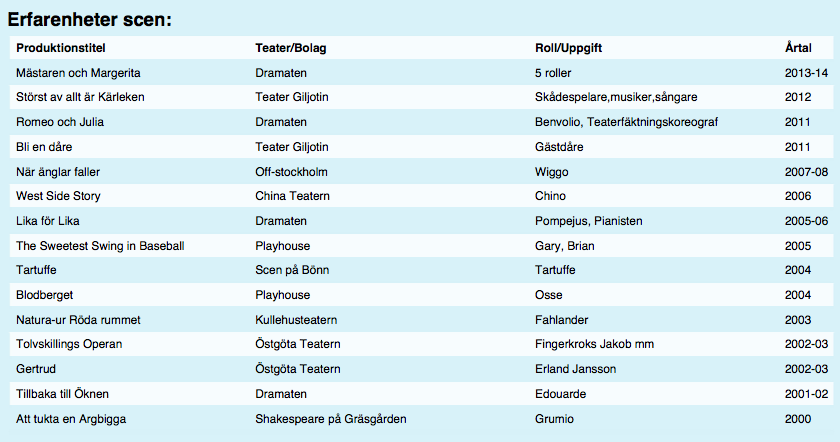 Erfarenheter scen:
Produktionstitel Teater/Bolag Roll/Uppgift Årtal
Mästaren och Margerita Dramaten 5 roller 2013-14
Störst av allt är Kärleken Teater Giljotin Skådespelare,musiker,sångare 2012
Romeo och Julia Dramaten Benvolio, Teaterfäktningskoreograf 2011
Bli en dåre Teater Giljotin Gästdåre 2011
När änglar faller Off-stockholm Wiggo 2007-08
West Side Story China Teatern Chino 2006
Lika för Lika Dramaten Pompejus, Pianisten 2005-06
The Sweetest Swing in Baseball Playhouse Gary, Brian 2005
Tartuffe Scen på Bönn Tartuffe 2004
Blodberget Playhouse Osse 2004
Natura-ur Röda rummet Kullehusteatern Fahlander 2003
Tolvskillings Operan Östgöta Teatern Fingerkroks Jakob mm 2002-03
Gertrud Östgöta Teatern Erland Jansson 2002-03
Tillbaka till Öknen Dramaten Edouarde 2001-02
Att tukta en Argbigga Shakespeare på Gräsgården Grumio 2000